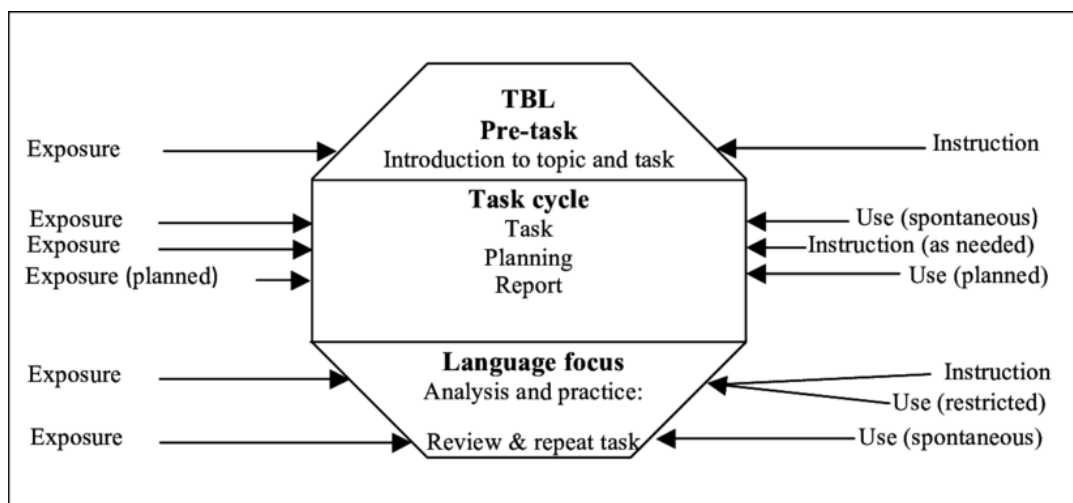 TBL
Pre-task
Exposure
Introduction to topic and task
Instruction
Task cycle
Exposure
Task
Use (spontaneous)
Exposure
Planning
Instruction (as needed)
Exposure (planned)
Report
Use (planned)
Language focus
Exposure
Analysis and practice:
Instruction
Use (restricted)
Exposure
Review & repeat task
Use (spontaneous)